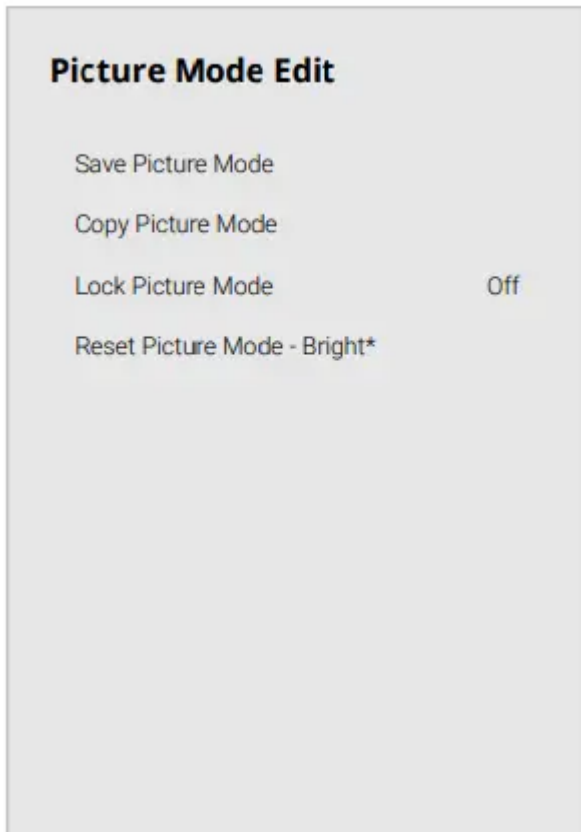 Picture Mode Edit
Save Picture Mode
Copy Picture Mode
Lock Picture Mode Off
Reset Picture Mode - Bright*